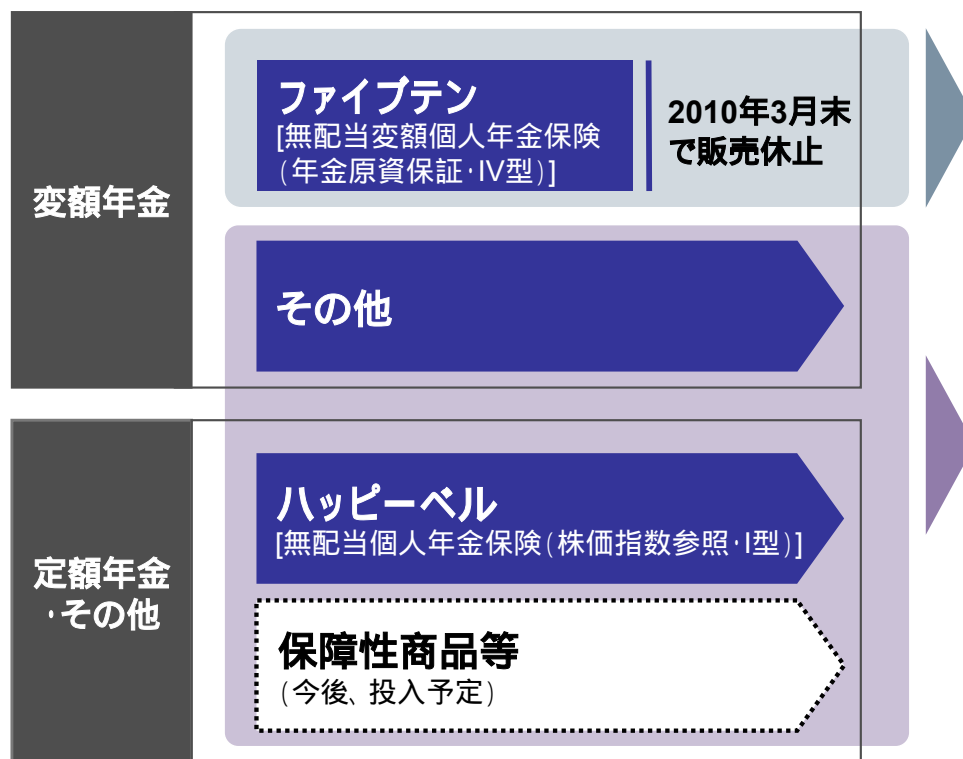 変額年金
ファイブテン
[無配当変額個人年金保険
(年金原資保証・IV型)]
2010年3月末
で販売休止
その他
定額年金
・その他
ハッピーベル
[無配当個人年金保険(株価指数参照・I型)]
保障性商品等
(今後、投入予定)